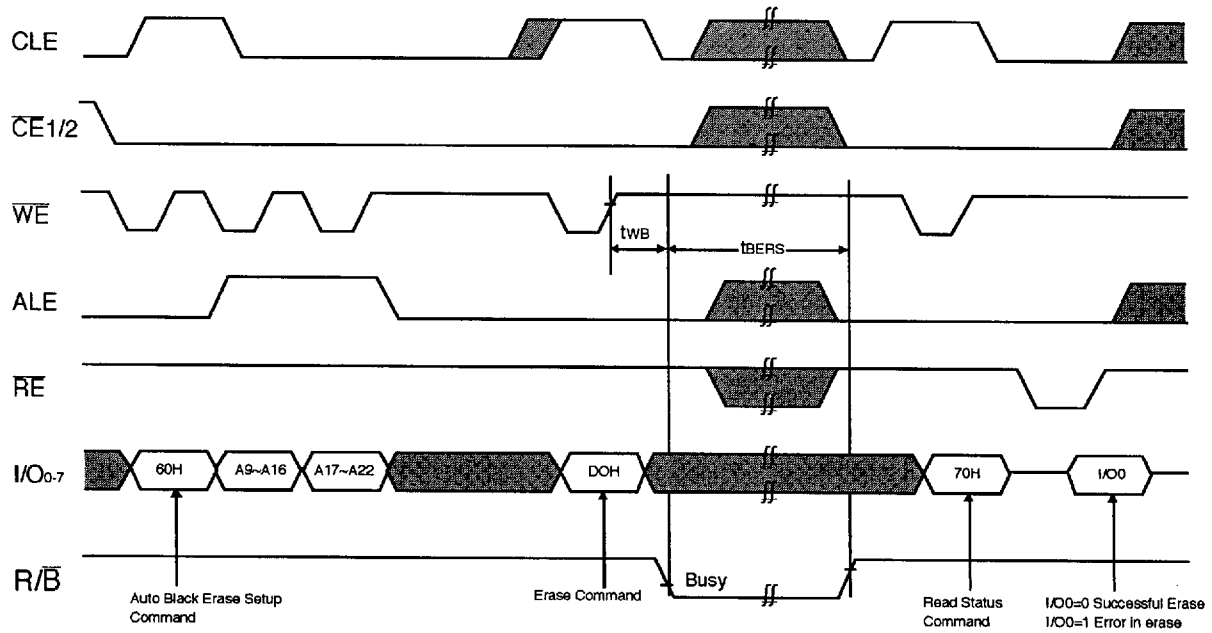 CLE
CE1/2
WE
tWB
tBERS
ALE
RE
I/O0-7
60H
A9~A16
A17~A22
DOH
70H
I/O0
R/B
Busy
Auto Black Erase Setup
Command
Erase Command
Read Status
Command
I/O0=0 Successful Erase
I/O0=1 Error in erase